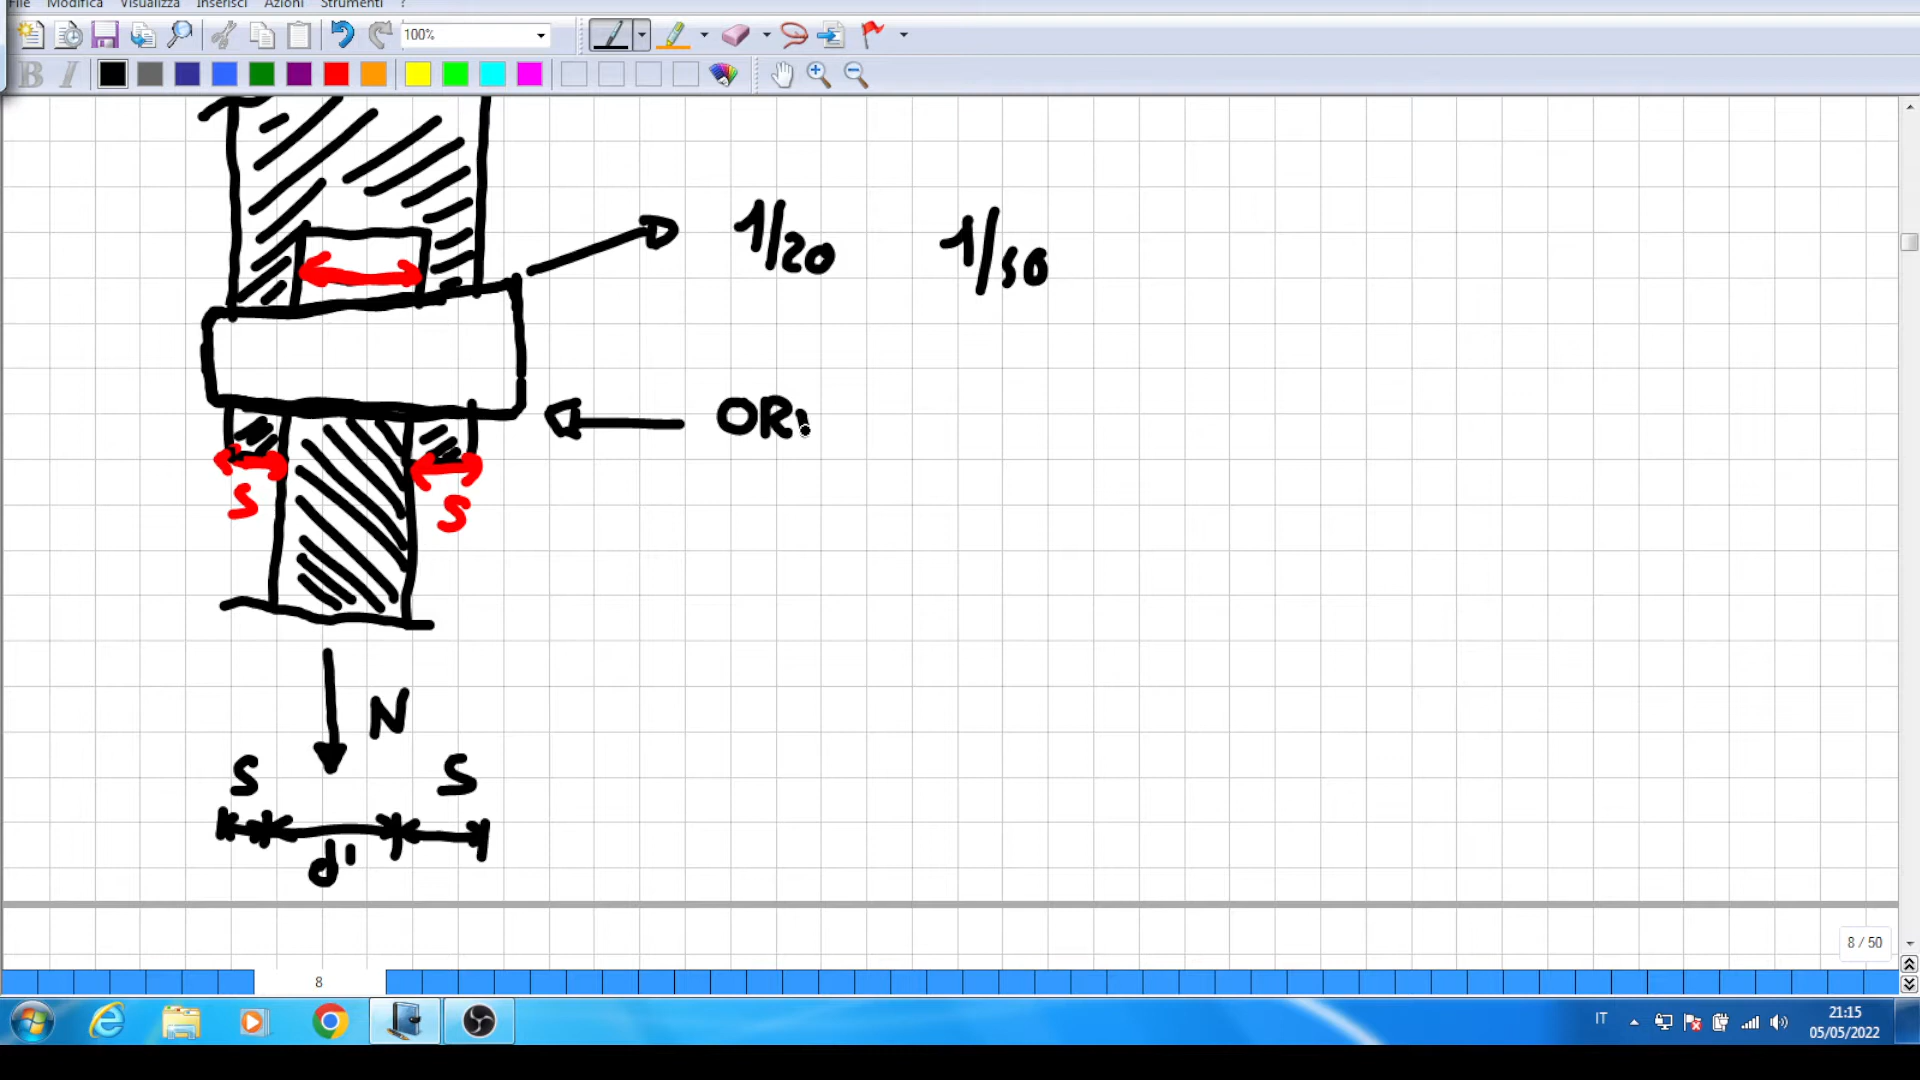 File Modifica Visualizza Inserisci Azioni Strumenti ?
100%
B I
1/20 1/50
OR
S S
N
S S
d'
8 / 50
8
IT
21:15
05/05/2022